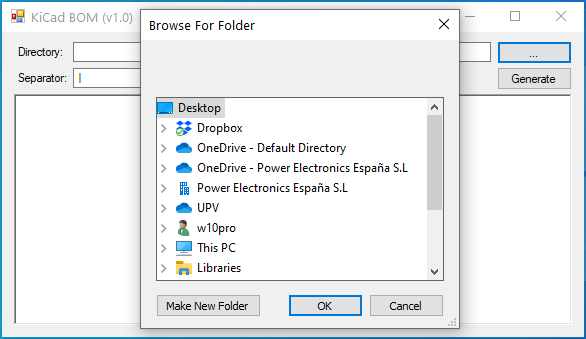 KiCad BOM (v1.0)
Browse For Folder
Directory:
...
Separator:
|
Generate
Desktop
Dropbox
OneDrive - Default Directory
OneDrive - Power Electronics España S.L
Power Electronics España S.L
UPV
w10pro
This PC
Libraries
Make New Folder
OK
Cancel